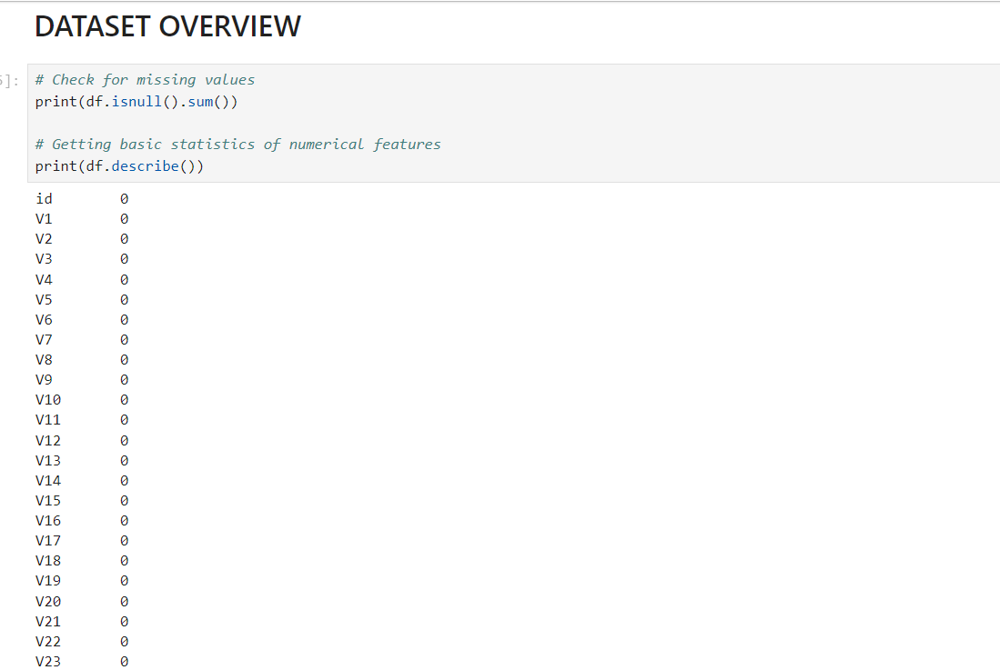 DATASET OVERVIEW
]:
# Check for missing values
print(df.isnull().sum())
# Getting basic statistics of numerical features
print(df.describe())
id 0
V1 0
V2 0
V3 0
V4 0
V5 0
V6 0
V7 0
V8 0
V9 0
V10 0
V11 0
V12 0
V13 0
V14 0
V15 0
V16 0
V17 0
V18 0
V19 0
V20 0
V21 0
V22 0
V23 0